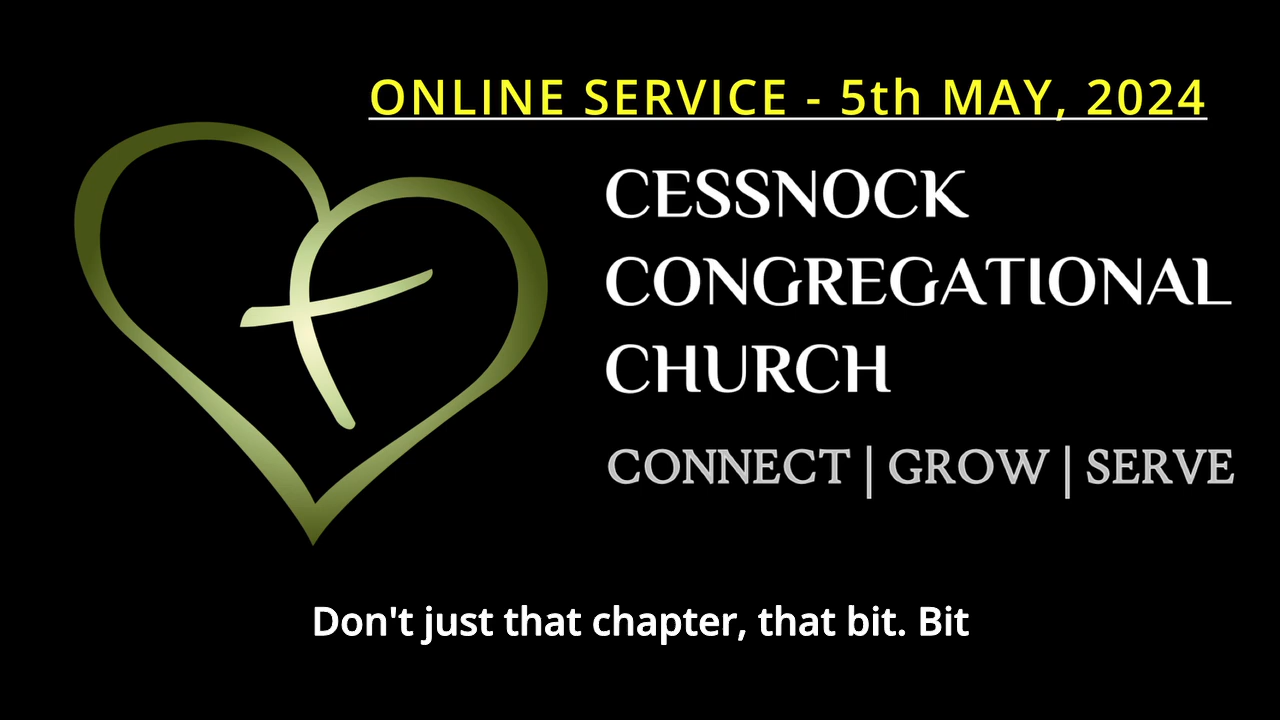 ONLINE SERVICE - 5th MAY, 2024
CESSNOCK
CONGREGATIONAL
CHURCH
CONNECT | GROW | SERVE
Don't just that chapter, that bit. Bit